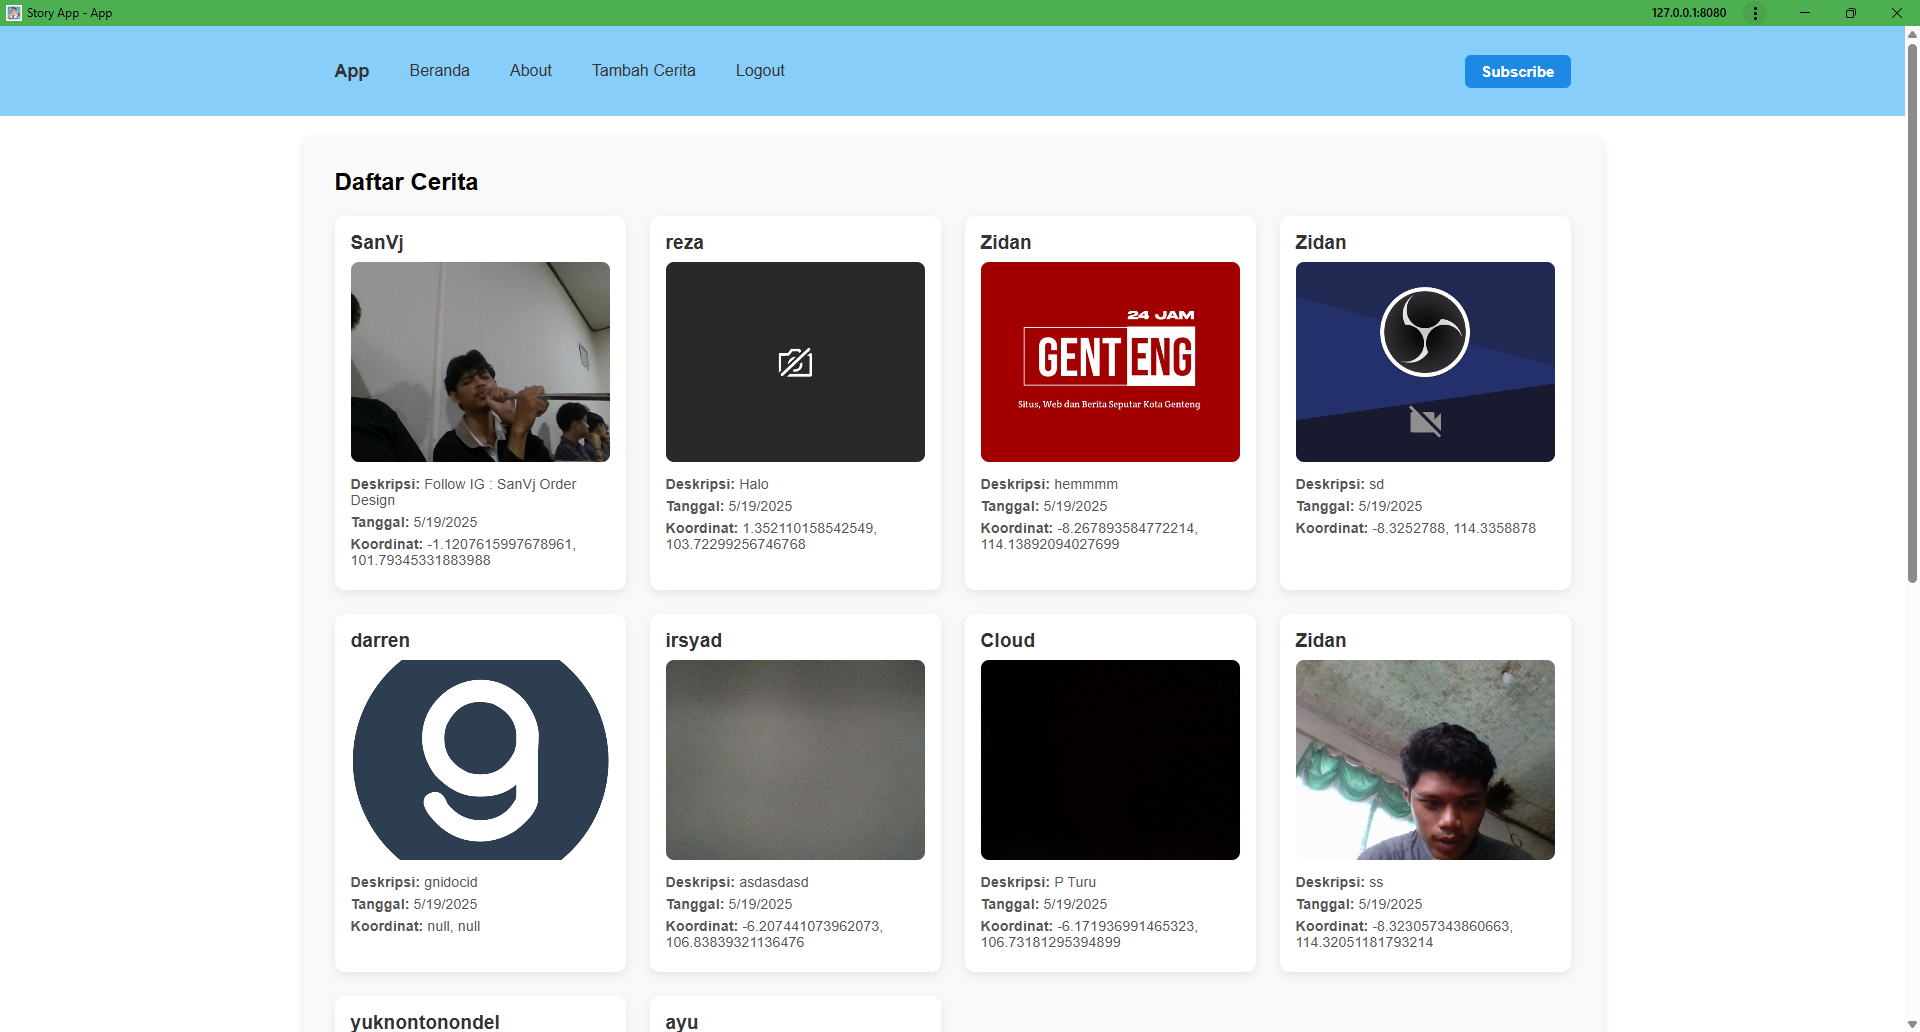 Story App - App
127.0.0.1:8080
App
Beranda
About
Tambah Cerita
Logout
Subscribe
Daftar Cerita
SanVj
Deskripsi: Follow IG : SanVj Order
Design
Tanggal: 5/19/2025
Koordinat: -1.1207615997678961,
101.79345331883988
reza
Deskripsi: Halo
Tanggal: 5/19/2025
Koordinat: 1.352110158542549,
103.72299256746768
Zidan
24 JAM
GENTENG
Situs, Web dan Berita Seputar Kota Genteng
Deskripsi: hemmmm
Tanggal: 5/19/2025
Koordinat: -8.267893584772214,
114.13892094027699
Zidan
Deskripsi: sd
Tanggal: 5/19/2025
Koordinat: -8.3252788, 114.3358878
darren
g
Deskripsi: gnidocid
Tanggal: 5/19/2025
Koordinat: null, null
irsyad
Deskripsi: asdasdasd
Tanggal: 5/19/2025
Koordinat: -6.207441073962073,
106.83839321136476
Cloud
Deskripsi: P Turu
Tanggal: 5/19/2025
Koordinat: -6.171936991465323,
106.73181295394899
Zidan
Deskripsi: ss
Tanggal: 5/19/2025
Koordinat: -8.323057343860663,
114.32051181793214
yuknontonondel
ayu